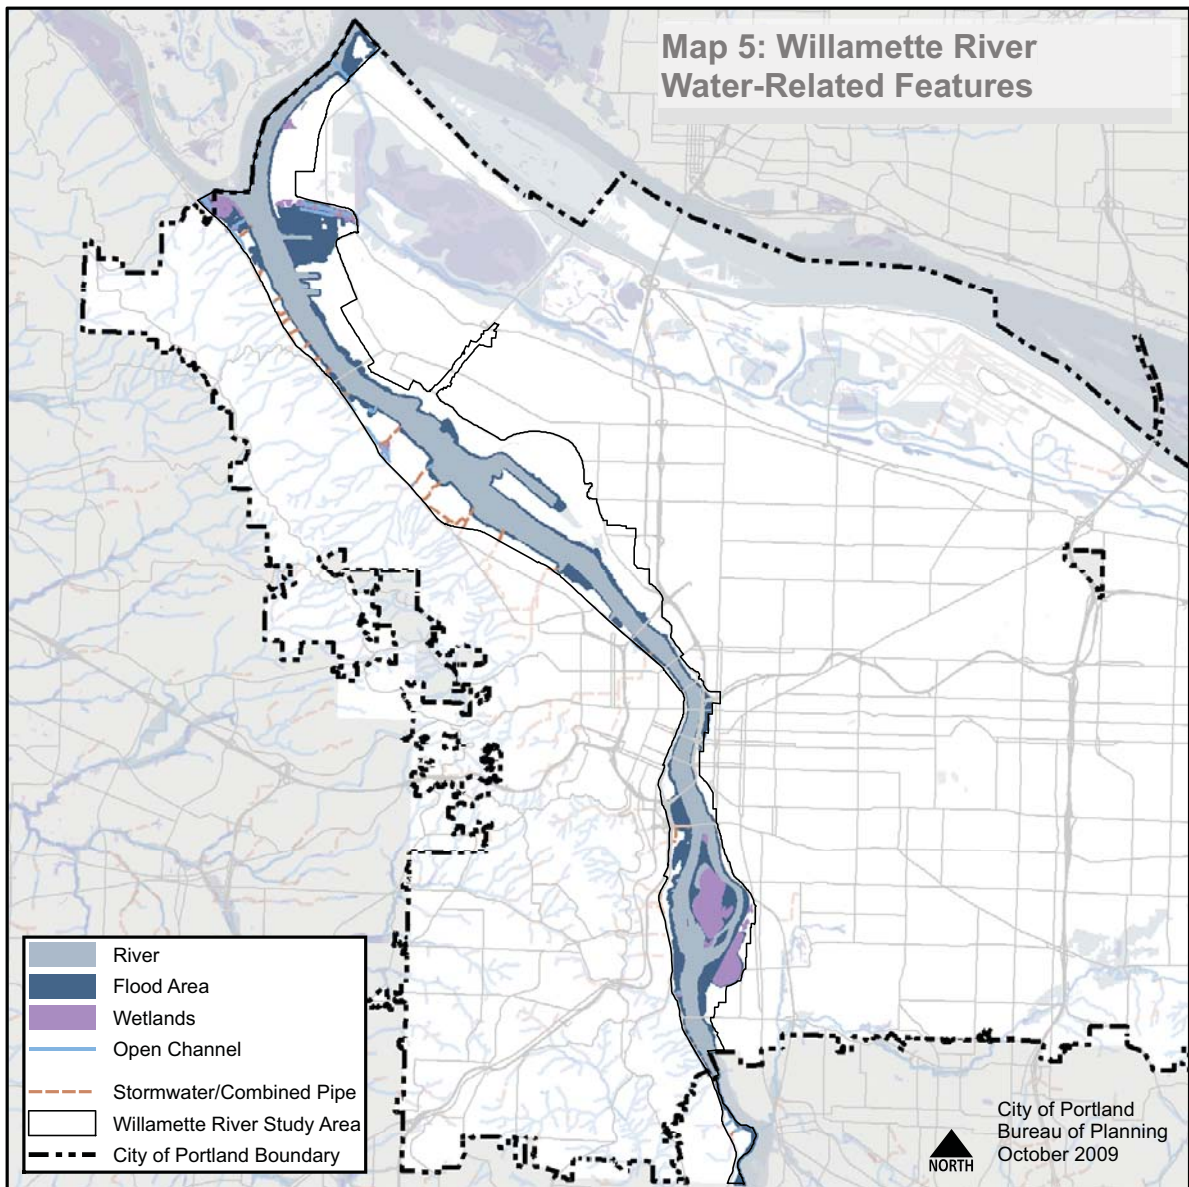 Map 5: Willamette River
Water-Related Features
River
Flood Area
Wetlands
Open Channel
Stormwater/Combined Pipe
Willamette River Study Area
City of Portland Boundary
NORTH
City of Portland
Bureau of Planning
October 2009